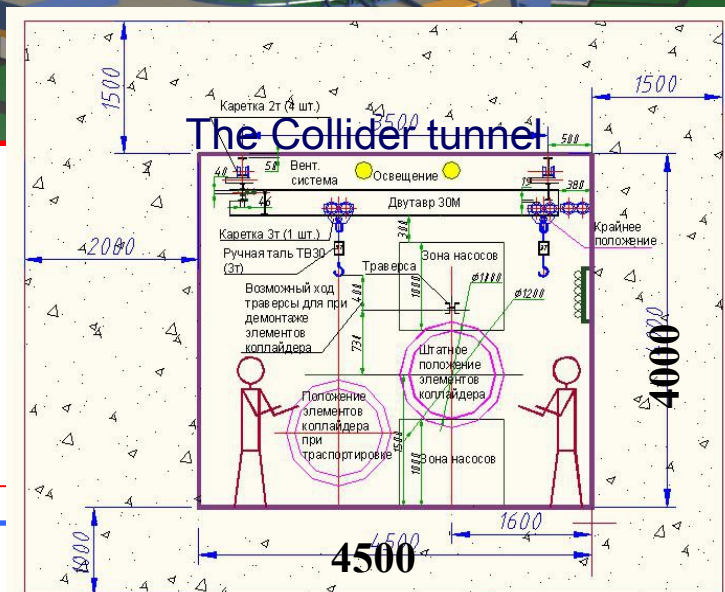 1500
1500
Каретка 2т (4 шт.)
3500
The Collider tunnel
500
50
40
46
Вент.
система
Освещение
Двутавр 30М
15
380
Каретка 3т (1 шт.)
Ручная таль ТВ30
(3т)
300
Крайнее
положение
2000
Зона насосов
Траверса
1000
ф1000
ф1200
400
Возможный ход
траверсы для при
демонтаже
элементов
коллайдера
734
Штатное
положение
элементов
коллайдера
4000
Положение
элементов
коллайдера
при
траспортировке
1500
1000
Зона насосов
1600
1000
4500
4500